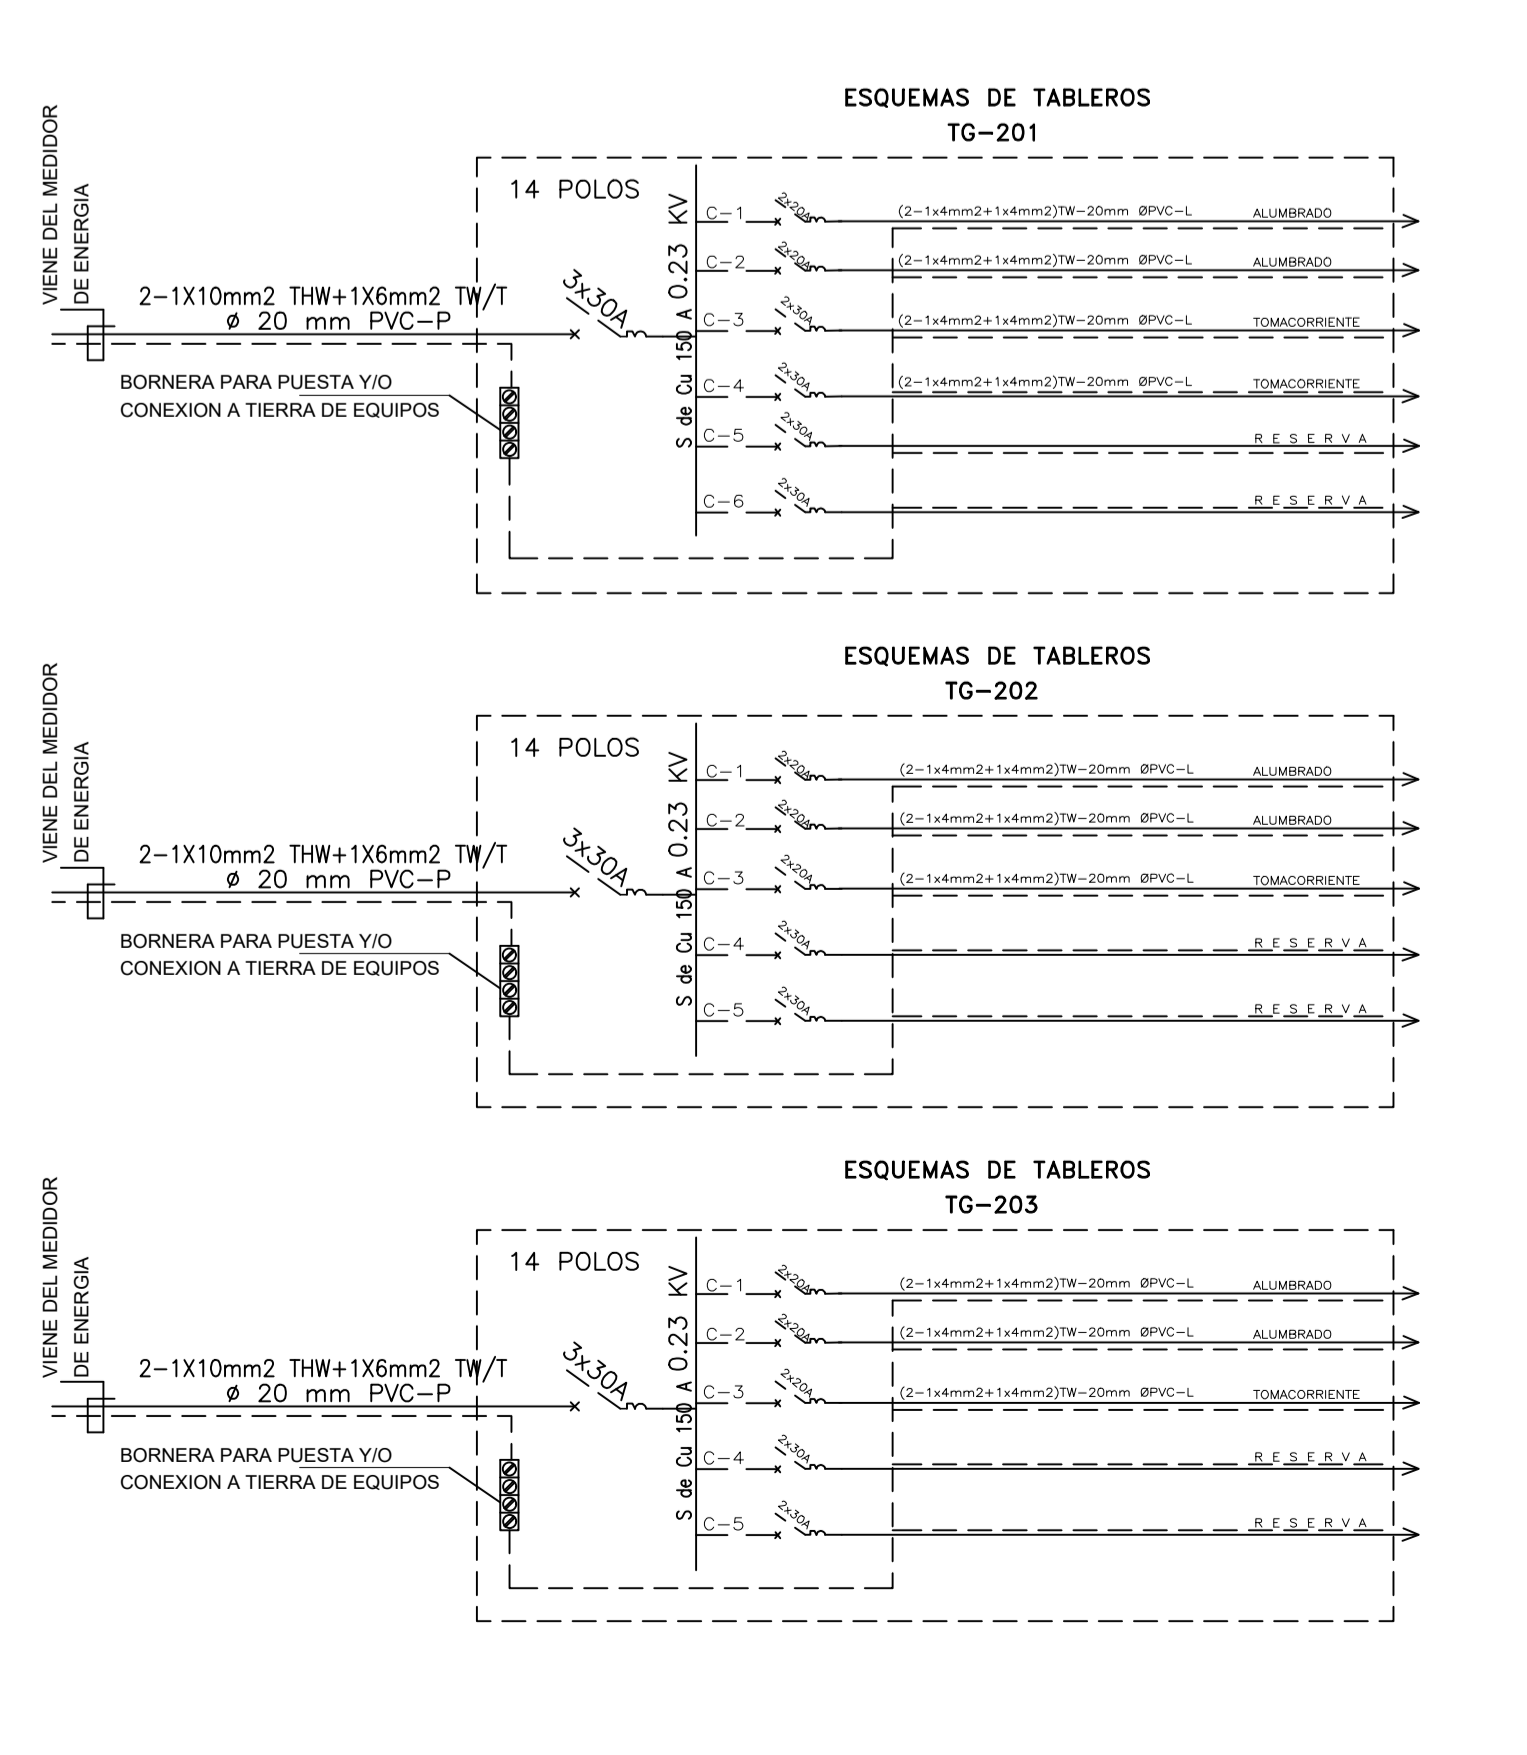 ESQUEMAS DE TABLEROS
TG-201
VIENE DEL MEDIDOR
DE ENERGIA
2-1X10mm2 THW+1X6mm2 TW/T
ø 20 mm PVC-P
BORNERA PARA PUESTA Y/O
CONEXION A TIERRA DE EQUIPOS
14 POLOS
3x30A
S de Cu 150 A 0.23 KV
C-1 2x20A (2-1x4mm2+1x4mm2)TW-20mm ØPVC-L ALUMBRADO
C-2 2x20A (2-1x4mm2+1x4mm2)TW-20mm ØPVC-L ALUMBRADO
C-3 2x30A (2-1x4mm2+1x4mm2)TW-20mm ØPVC-L TOMACORRIENTE
C-4 2x30A (2-1x4mm2+1x4mm2)TW-20mm ØPVC-L TOMACORRIENTE
C-5 2x30A R E S E R V A
C-6 2x30A R E S E R V A
ESQUEMAS DE TABLEROS
TG-202
VIENE DEL MEDIDOR
DE ENERGIA
2-1X10mm2 THW+1X6mm2 TW/T
ø 20 mm PVC-P
BORNERA PARA PUESTA Y/O
CONEXION A TIERRA DE EQUIPOS
14 POLOS
3x30A
S de Cu 150 A 0.23 KV
C-1 2x20A (2-1x4mm2+1x4mm2)TW-20mm ØPVC-L ALUMBRADO
C-2 2x20A (2-1x4mm2+1x4mm2)TW-20mm ØPVC-L ALUMBRADO
C-3 2x20A (2-1x4mm2+1x4mm2)TW-20mm ØPVC-L TOMACORRIENTE
C-4 2x30A R E S E R V A
C-5 2x30A R E S E R V A
ESQUEMAS DE TABLEROS
TG-203
VIENE DEL MEDIDOR
DE ENERGIA
2-1X10mm2 THW+1X6mm2 TW/T
ø 20 mm PVC-P
BORNERA PARA PUESTA Y/O
CONEXION A TIERRA DE EQUIPOS
14 POLOS
3x30A
S de Cu 150 A 0.23 KV
C-1 2x20A (2-1x4mm2+1x4mm2)TW-20mm ØPVC-L ALUMBRADO
C-2 2x20A (2-1x4mm2+1x4mm2)TW-20mm ØPVC-L ALUMBRADO
C-3 2x20A (2-1x4mm2+1x4mm2)TW-20mm ØPVC-L TOMACORRIENTE
C-4 2x30A R E S E R V A
C-5 2x30A R E S E R V A